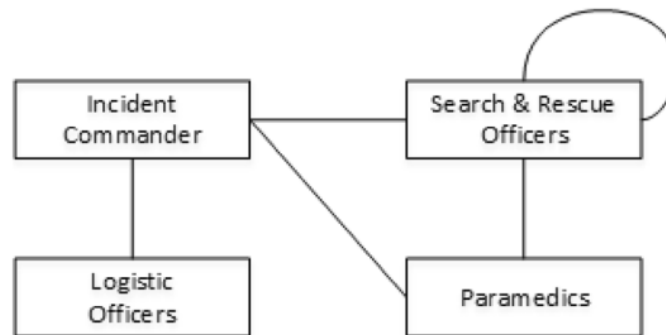 Incident
Commander
Search & Rescue
Officers
Logistic
Officers
Paramedics